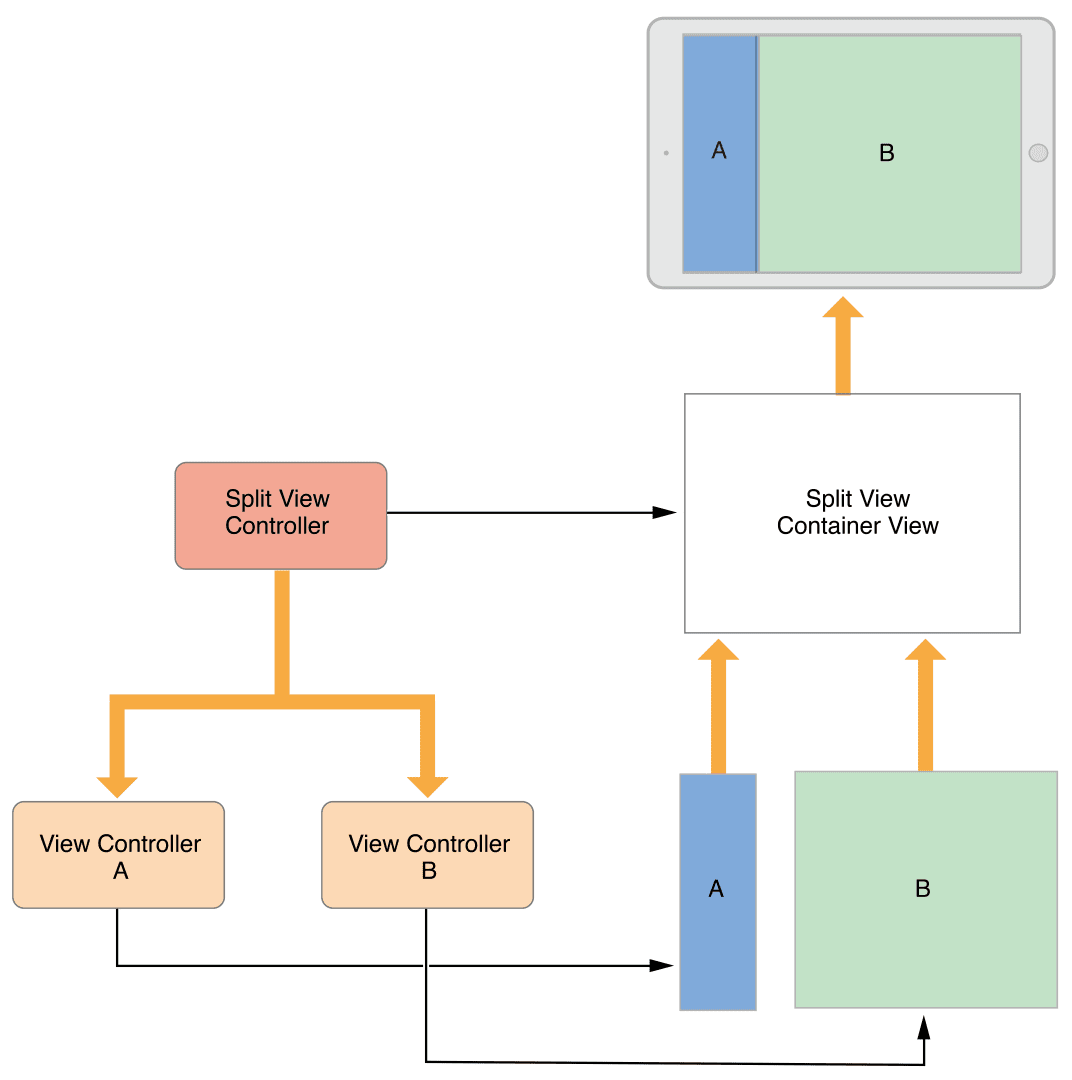 A
B
Split View
Controller
Split View
Container View
View Controller
A
View Controller
B
A
B